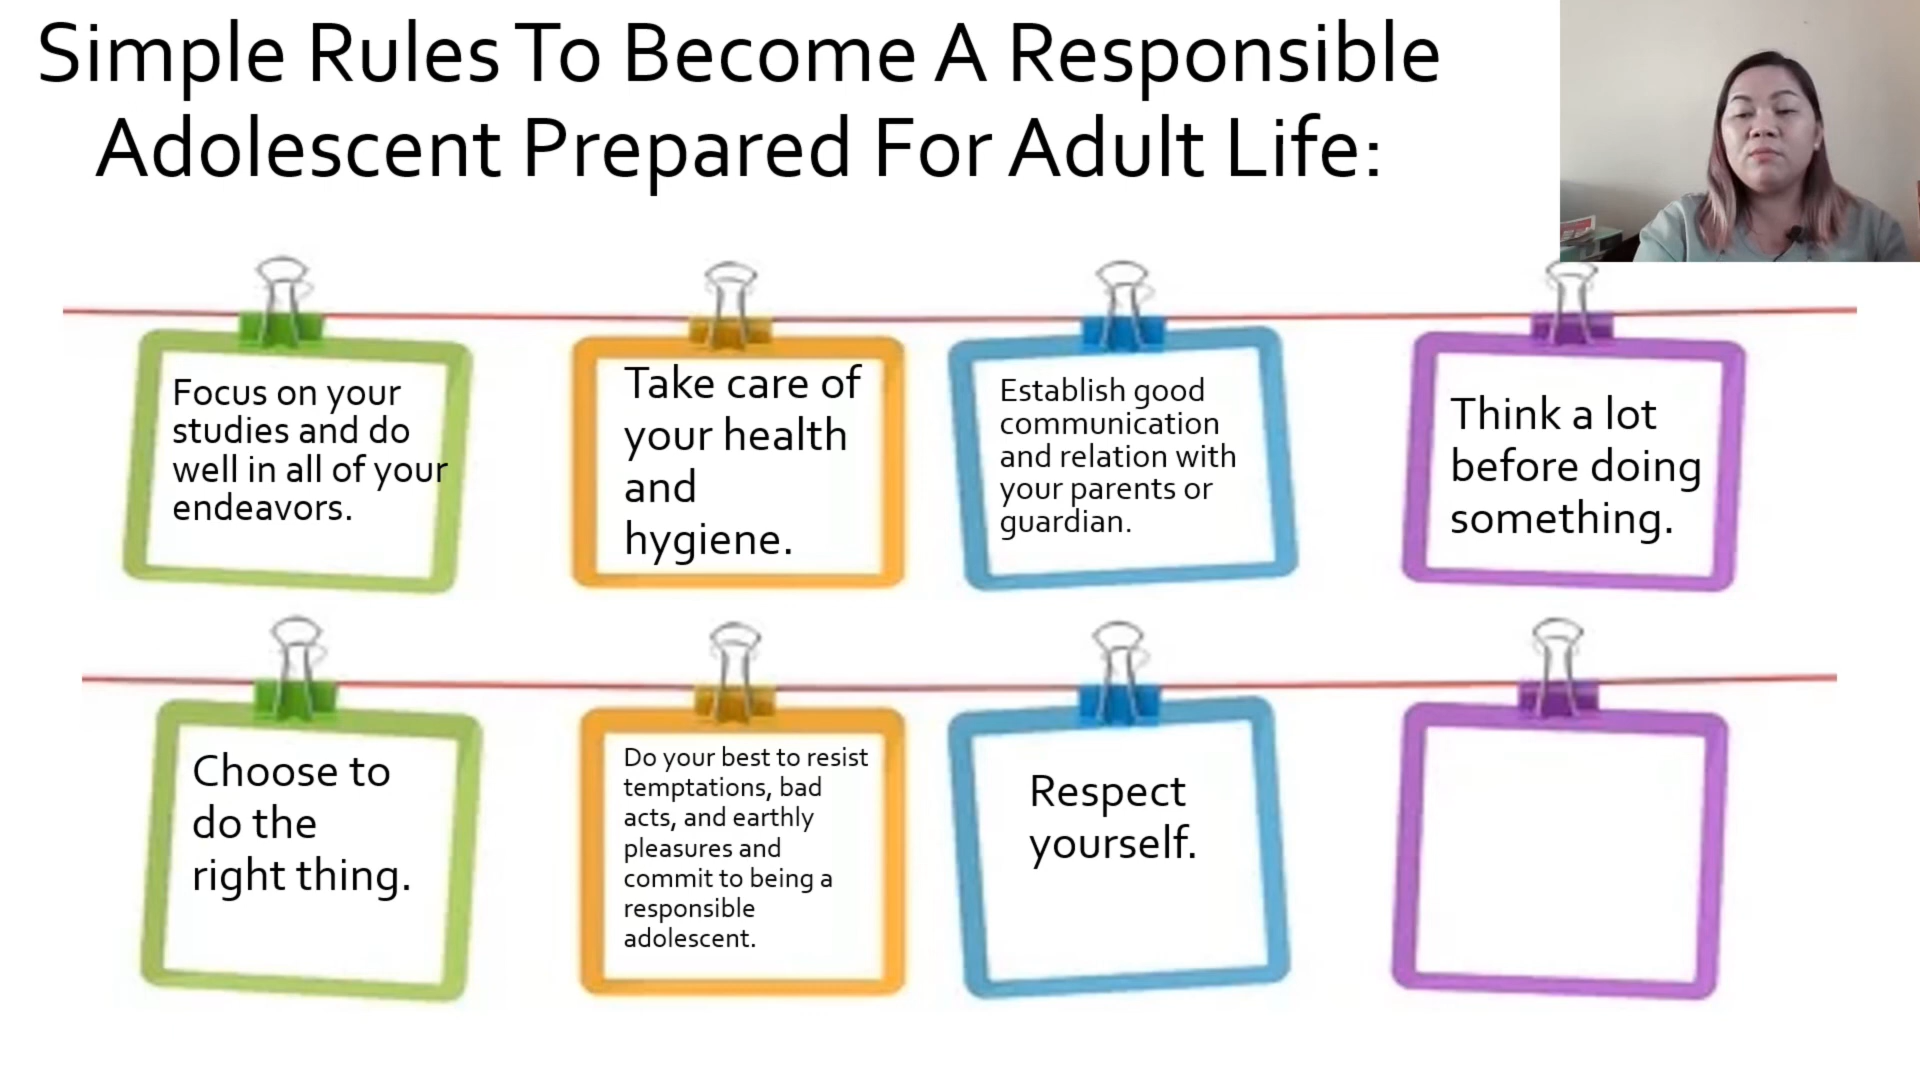 Simple Rules To Become A Responsible
Adolescent Prepared For Adult Life:
Focus on your
studies and do
well in all of your
endeavors.
Take care of
your health
and
hygiene.
Establish good
communication
and relation with
your parents or
guardian.
Think a lot
before doing
something.
Choose to
do the
right thing.
Do your best to resist
temptations, bad
acts, and earthly
pleasures and
commit to being a
responsible
adolescent.
Respect
yourself.